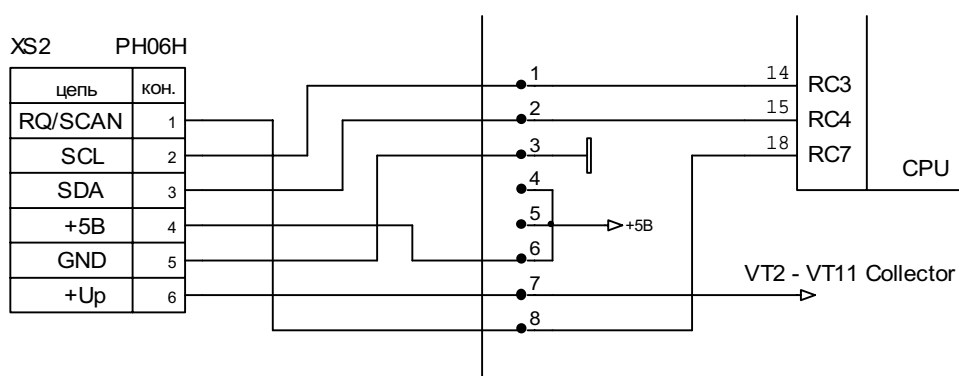 XS2 PH06H
цепь кон.
RQ/SCAN 1
SCL 2
SDA 3
+5В 4
GND 5
+Up 6
1
2
3
4
5
6
7
8
+5В
14 RC3
15 RC4
18 RC7
CPU
VT2 - VT11 Collector